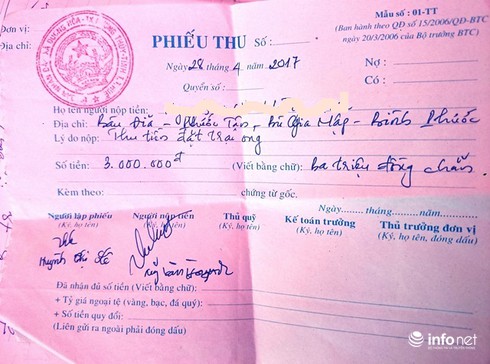 Mẫu số: 01-TT
Đơn vị:
(Ban hành theo QĐ số 15/2006/QĐ-BTC
Địa chỉ:
ngày 20/3/2006 của Bộ trưởng BTC)
PHIẾU THU Số:
Ngày 28 tháng 4 năm 2017
Nợ:
Quyển số:
Có:
Họ tên người nộp tiền:
Địa chỉ: - Phước Tân, Bù Gia Mập - Bình Phước
Lý do nộp: Thu tiền đặt trại ong
Số tiền: 3.000.000đ (Viết bằng chữ) ba triệu đồng chẵn
Kèm theo: chứng từ gốc.
Ngày tháng năm
Người lập phiếu Người nộp tiền Thủ quỹ Kế toán trưởng Thủ trưởng đơn vị
(Ký, họ tên) (Ký, họ tên) (Ký, họ tên) (Ký, họ tên) (Ký, họ tên, đóng dấu)
Huỳnh Thị
Đã nhận đủ số tiền (Viết bằng chữ):
+ Tỷ giá ngoại tệ (vàng, bạc, đá quý):
+ Số tiền quy đổi:
(Liên gửi ra ngoài phải đóng dấu)
infonet